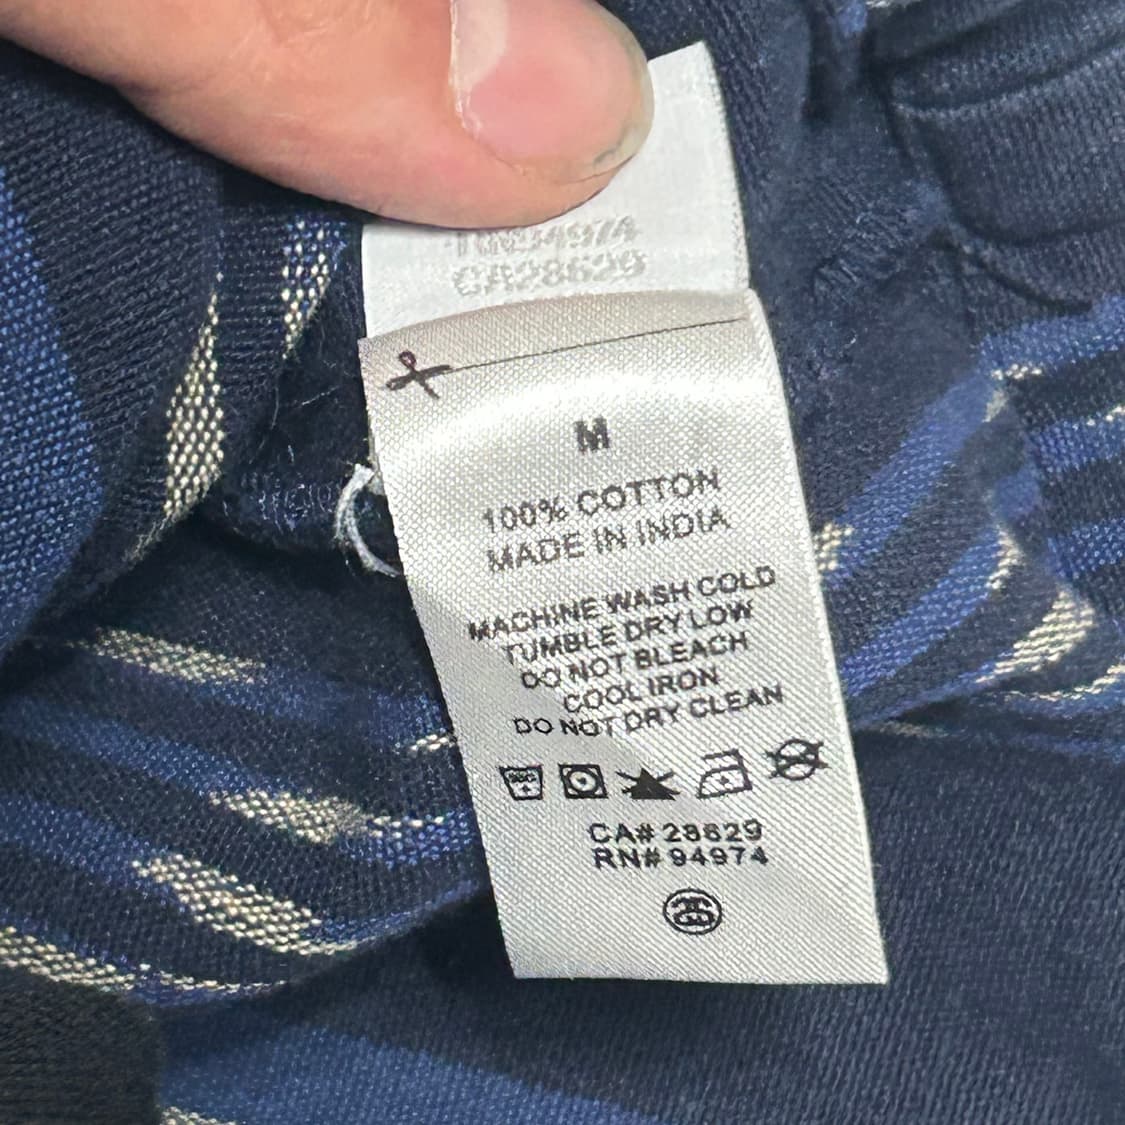 RN94974
CA28629
M
100% COTTON
MADE IN INDIA
MACHINE WASH COLD
TUMBLE DRY LOW
DO NOT BLEACH
COOL IRON
DO NOT DRY CLEAN
CA# 28629
RN# 94974